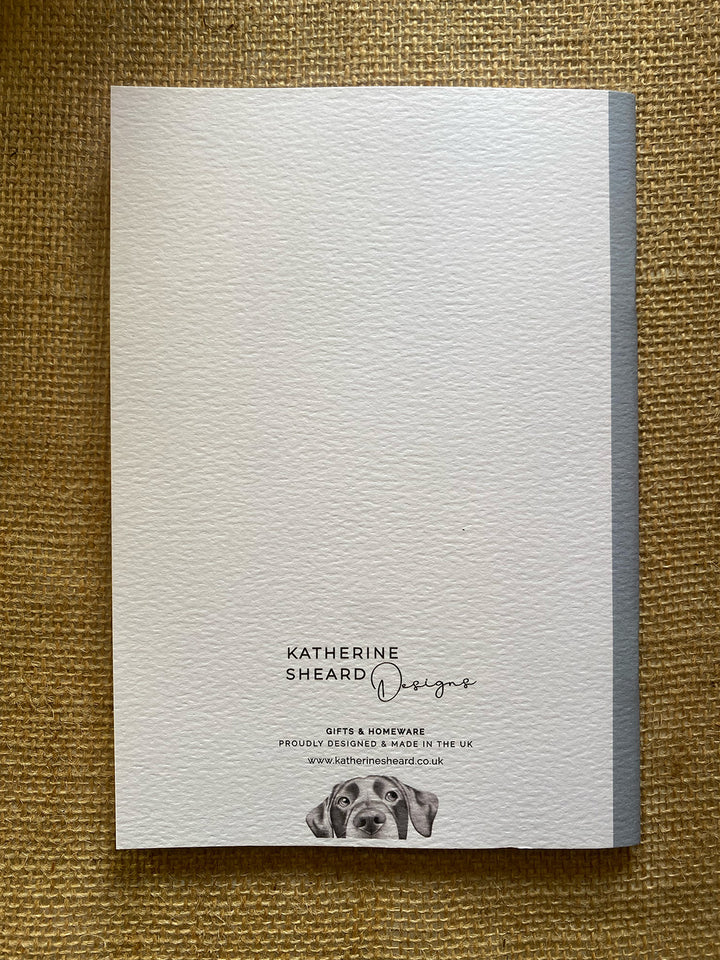 KATHERINE
SHEARD Designs
GIFTS & HOMEWARE
PROUDLY DESIGNED & MADE IN THE UK
www.katherinesheard.co.uk